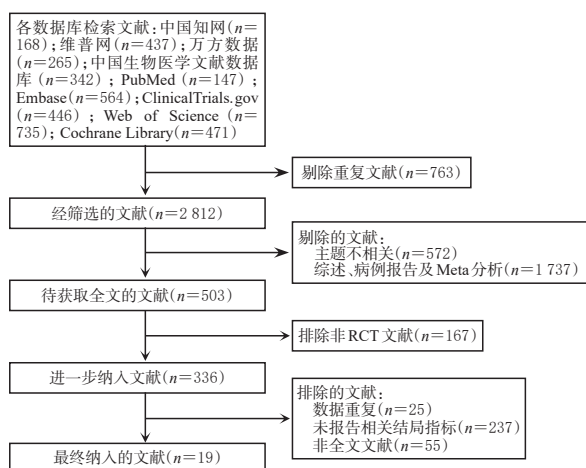 各数据库检索文献:中国知网(n=
168);维普网(n=437);万方数据
(n=265);中国生物医学文献数据
库(n=342);PubMed(n=147);
Embase(n=564);ClinicalTrials.gov
(n=446);Web of Science(n=
735);Cochrane Library(n=471)
剔除重复文献(n=763)
经筛选的文献(n=2 812)
剔除的文献:
主题不相关(n=572)
综述、病例报告及Meta分析(n=1 737)
待获取全文的文献(n=503)
排除非RCT文献(n=167)
进一步纳入文献(n=336)
排除的文献:
数据重复(n=25)
未报告相关结局指标(n=237)
非全文文献(n=55)
最终纳入的文献(n=19)